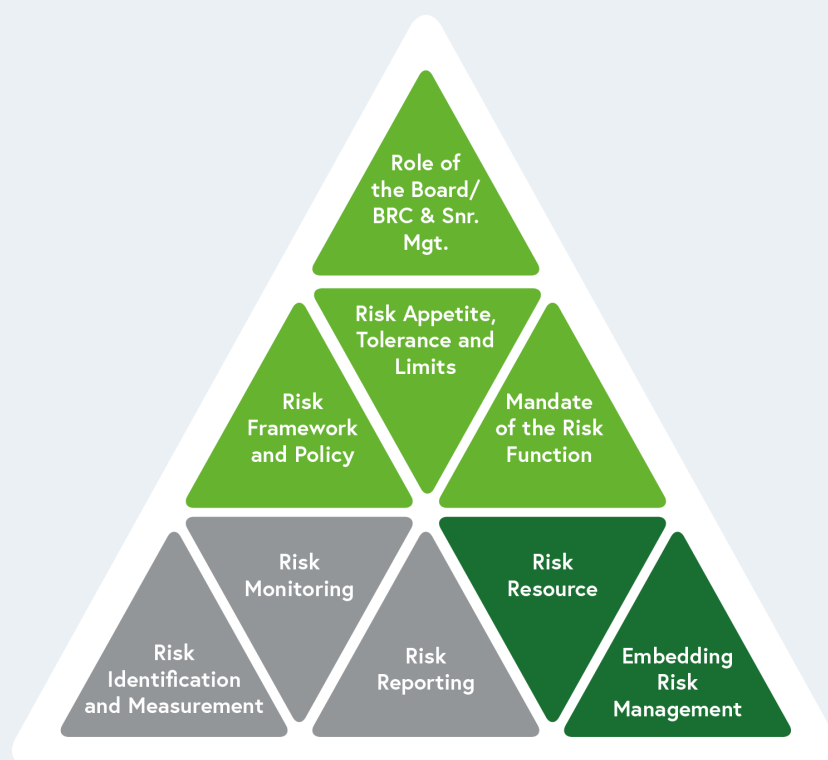 Role of
the Board/
BRC & Snr.
Mgt.
Risk Appetite,
Tolerance and
Limits
Risk
Framework
and Policy
Mandate
of the Risk
Function
Risk
Monitoring
Risk
Resource
Risk
Identification
and Measurement
Risk
Reporting
Embedding
Risk
Management